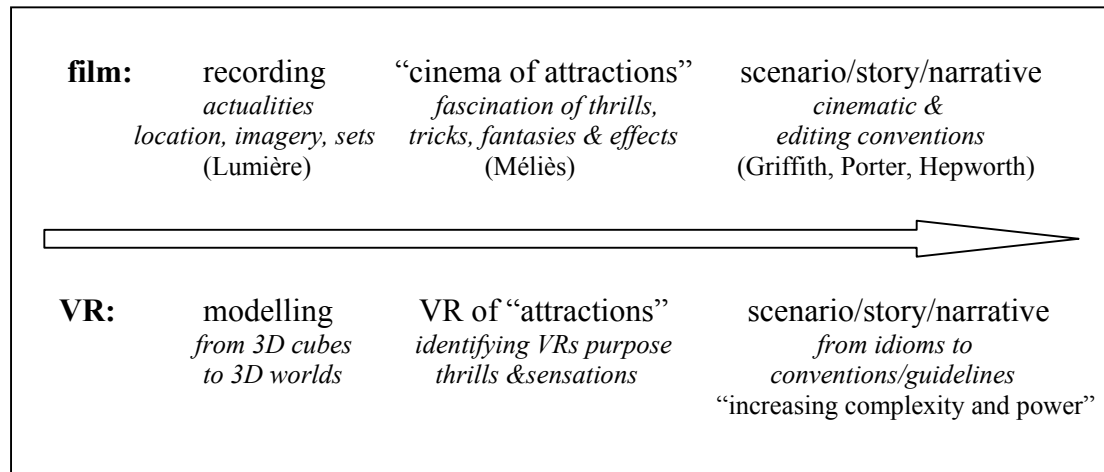 film: recording “cinema of attractions” scenario/story/narrative
actualities fascination of thrills, cinematic &
location, imagery, sets tricks, fantasies & effects editing conventions
(Lumière) (Méliès) (Griffith, Porter, Hepworth)
VR: modelling VR of “attractions” scenario/story/narrative
from 3D cubes identifying VRs purpose from idioms to
to 3D worlds thrills &sensations conventions/guidelines
“increasing complexity and power”